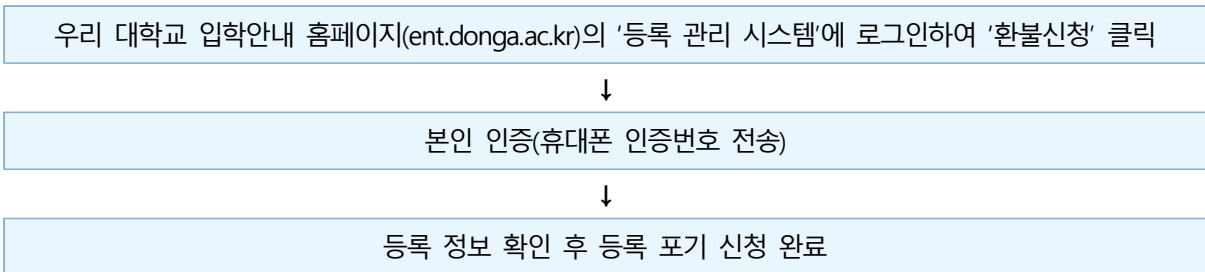 우리 대학교 입학안내 홈페이지(ent.donga.ac.kr)의 '등록 관리 시스템'에 로그인하여 '환불신청' 클릭
↓
본인 인증(휴대폰 인증번호 전송)
↓
등록 정보 확인 후 등록 포기 신청 완료